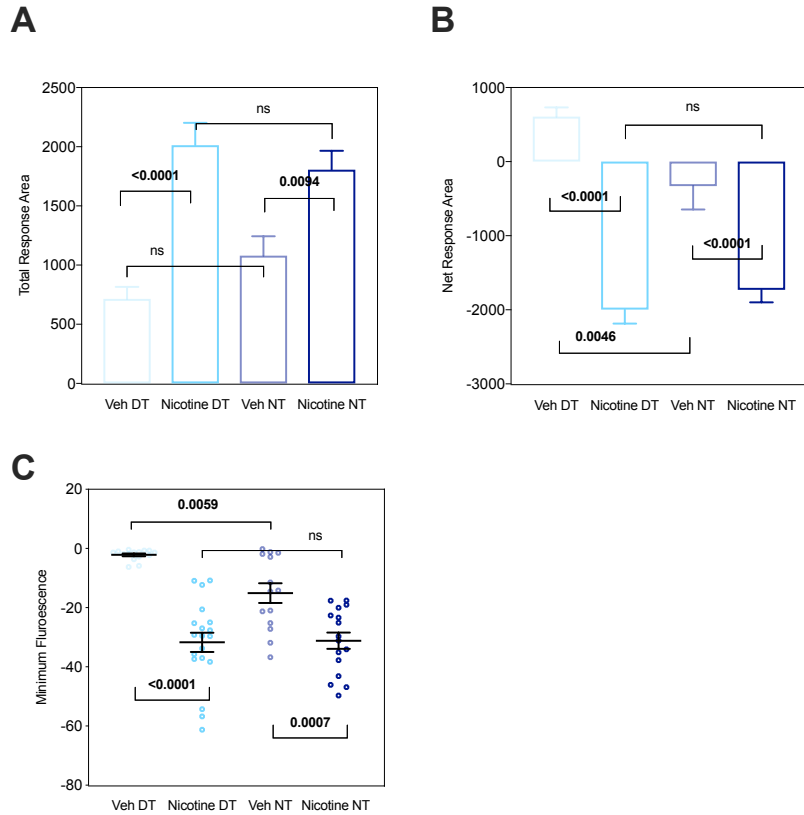 A
Total Response Area
2500
2000
1500
1000
500
0
ns
<0.0001
0.0094
ns
Veh DT Nicotine DT Veh NT Nicotine NT
B
Net Response Area
1000
0
-1000
-2000
-3000
ns
<0.0001
<0.0001
0.0046
Veh DT Nicotine DT Veh NT Nicotine NT
C
Minimum Fluroescence
20
0
-20
-40
-60
-80
0.0059
ns
<0.0001
0.0007
Veh DT Nicotine DT Veh NT Nicotine NT